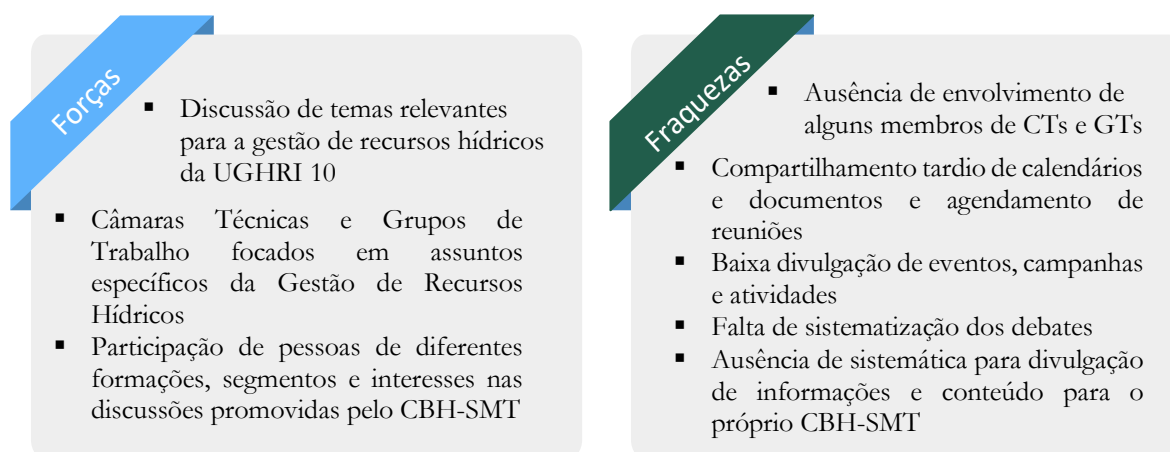 Forças
▪ Discussão de temas relevantes
para a gestão de recursos hídricos
da UGHRI 10
▪ Câmaras Técnicas e Grupos de
Trabalho focados em assuntos
específicos da Gestão de Recursos
Hídricos
▪ Participação de pessoas de diferentes
formações, segmentos e interesses nas
discussões promovidas pelo CBH-SMT
Fraquezas
▪ Ausência de envolvimento de
alguns membros de CTs e GTs
▪ Compartilhamento tardio de calendários
e documentos e agendamento de
reuniões
▪ Baixa divulgação de eventos, campanhas
e atividades
▪ Falta de sistematização dos debates
▪ Ausência de sistemática para divulgação
de informações e conteúdo para o
próprio CBH-SMT